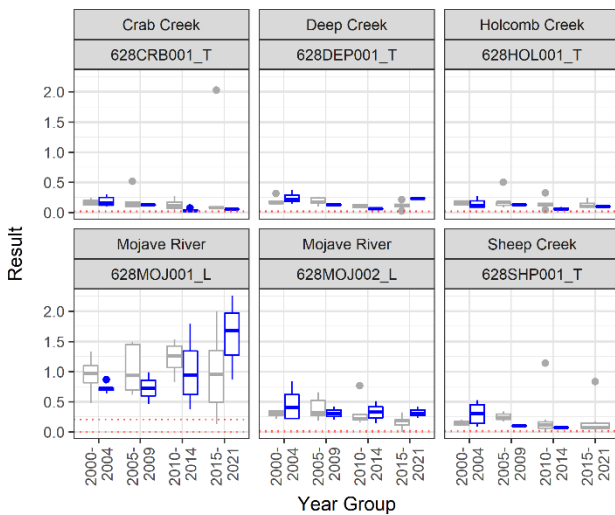 Crab Creek
Deep Creek
Holcomb Creek
628CRB001_T
628DEP001_T
628HOL001_T
2.0
1.5
1.0
0.5
0.0
Result
Mojave River
Mojave River
Sheep Creek
628MOJ001_L
628MOJ002_L
628SHP001_T
2.0
1.5
1.0
0.5
0.0
2000-
2004
2005-
2009
2010-
2014
2015-
2021
2000-
2004
2005-
2009
2010-
2014
2015-
2021
2000-
2004
2005-
2009
2010-
2014
2015-
2021
Year Group